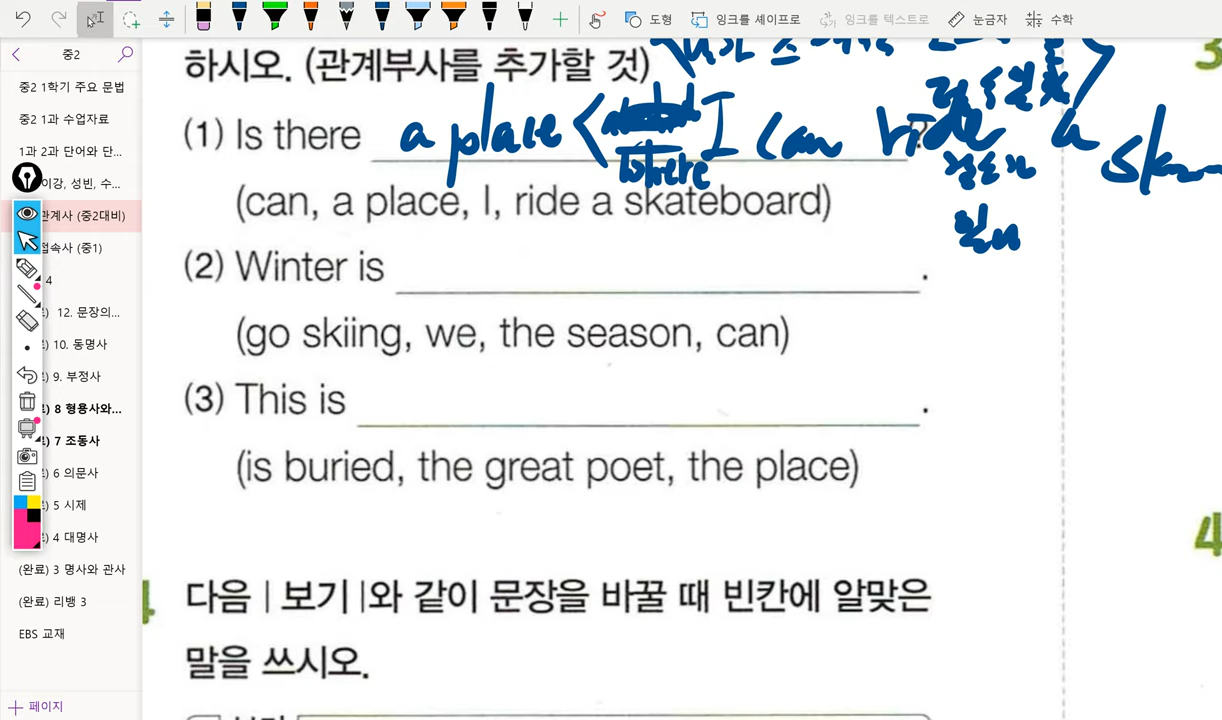 도형 잉크를 셰이프로 잉크를 텍스트로 눈금자 수학
중2
중2 1학기 주요 문법
중2 1과 수업자료
1과 2과 단어와 단...
이강, 성빈, 수...
관계사 (중2대비)
접속사 (중1)
4
) 12. 문장의...
) 10. 동명사
) 9. 부정사
) 8 형용사와...
) 7 조동사
) 6 의문사
) 5 시제
) 4 대명사
(완료) 3 명사와 관사
(완료) 리뱅 3
EBS 교재
페이지
하시오. (관계부사를 추가할 것)
(1) Is there a place < where I can ride a ?
(can, a place, I, ride a skateboard)
(2) Winter is .
(go skiing, we, the season, can)
(3) This is .
(is buried, the great poet, the place)
다음 | 보기 |와 같이 문장을 바꿀 때 빈칸에 알맞은
말을 쓰시오.
3
4